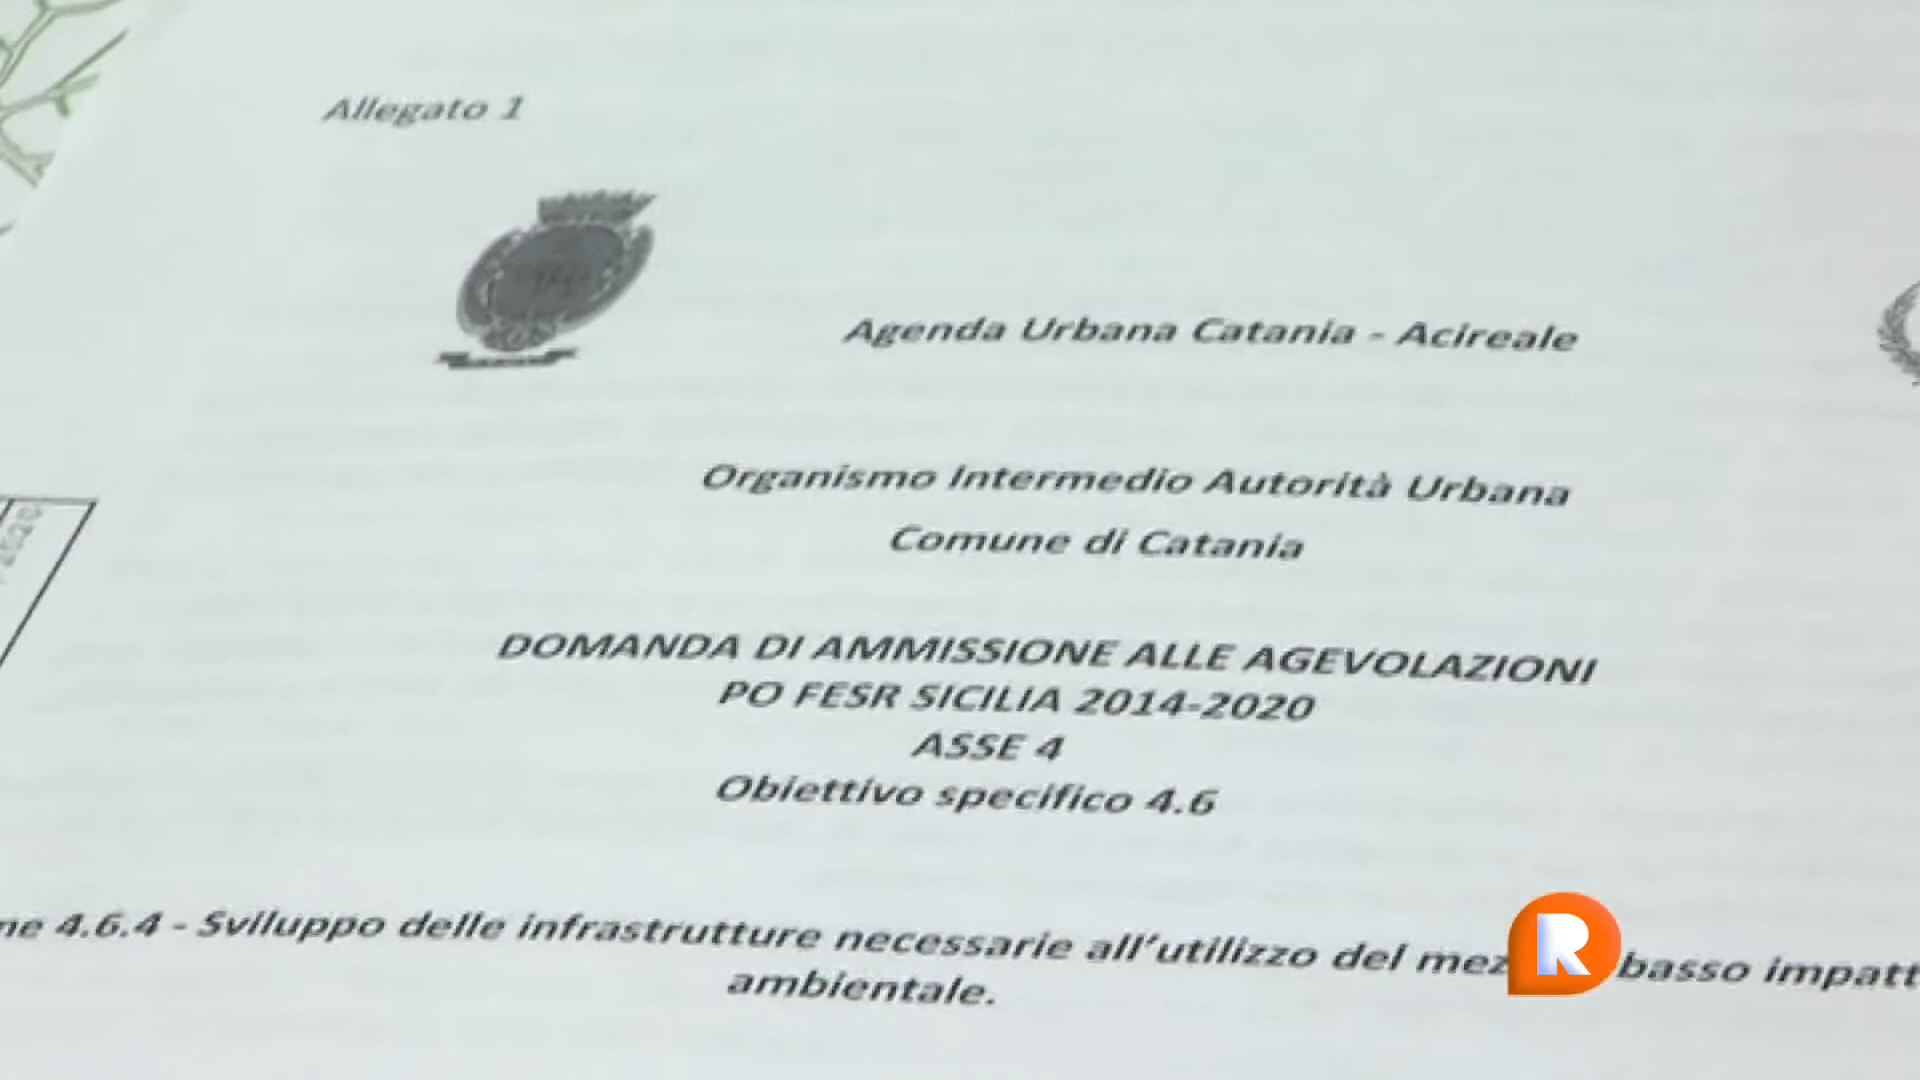 Allegato 1
Agenda Urbana Catania - Acireale
Organismo Intermedio Autorità Urbana
Comune di Catania
DOMANDA DI AMMISSIONE ALLE AGEVOLAZIONI
PO FESR SICILIA 2014-2020
ASSE 4
Obiettivo specifico 4.6
ne 4.6.4 - Sviluppo delle infrastrutture necessarie all'utilizzo del mez basso impatt
ambientale.
R